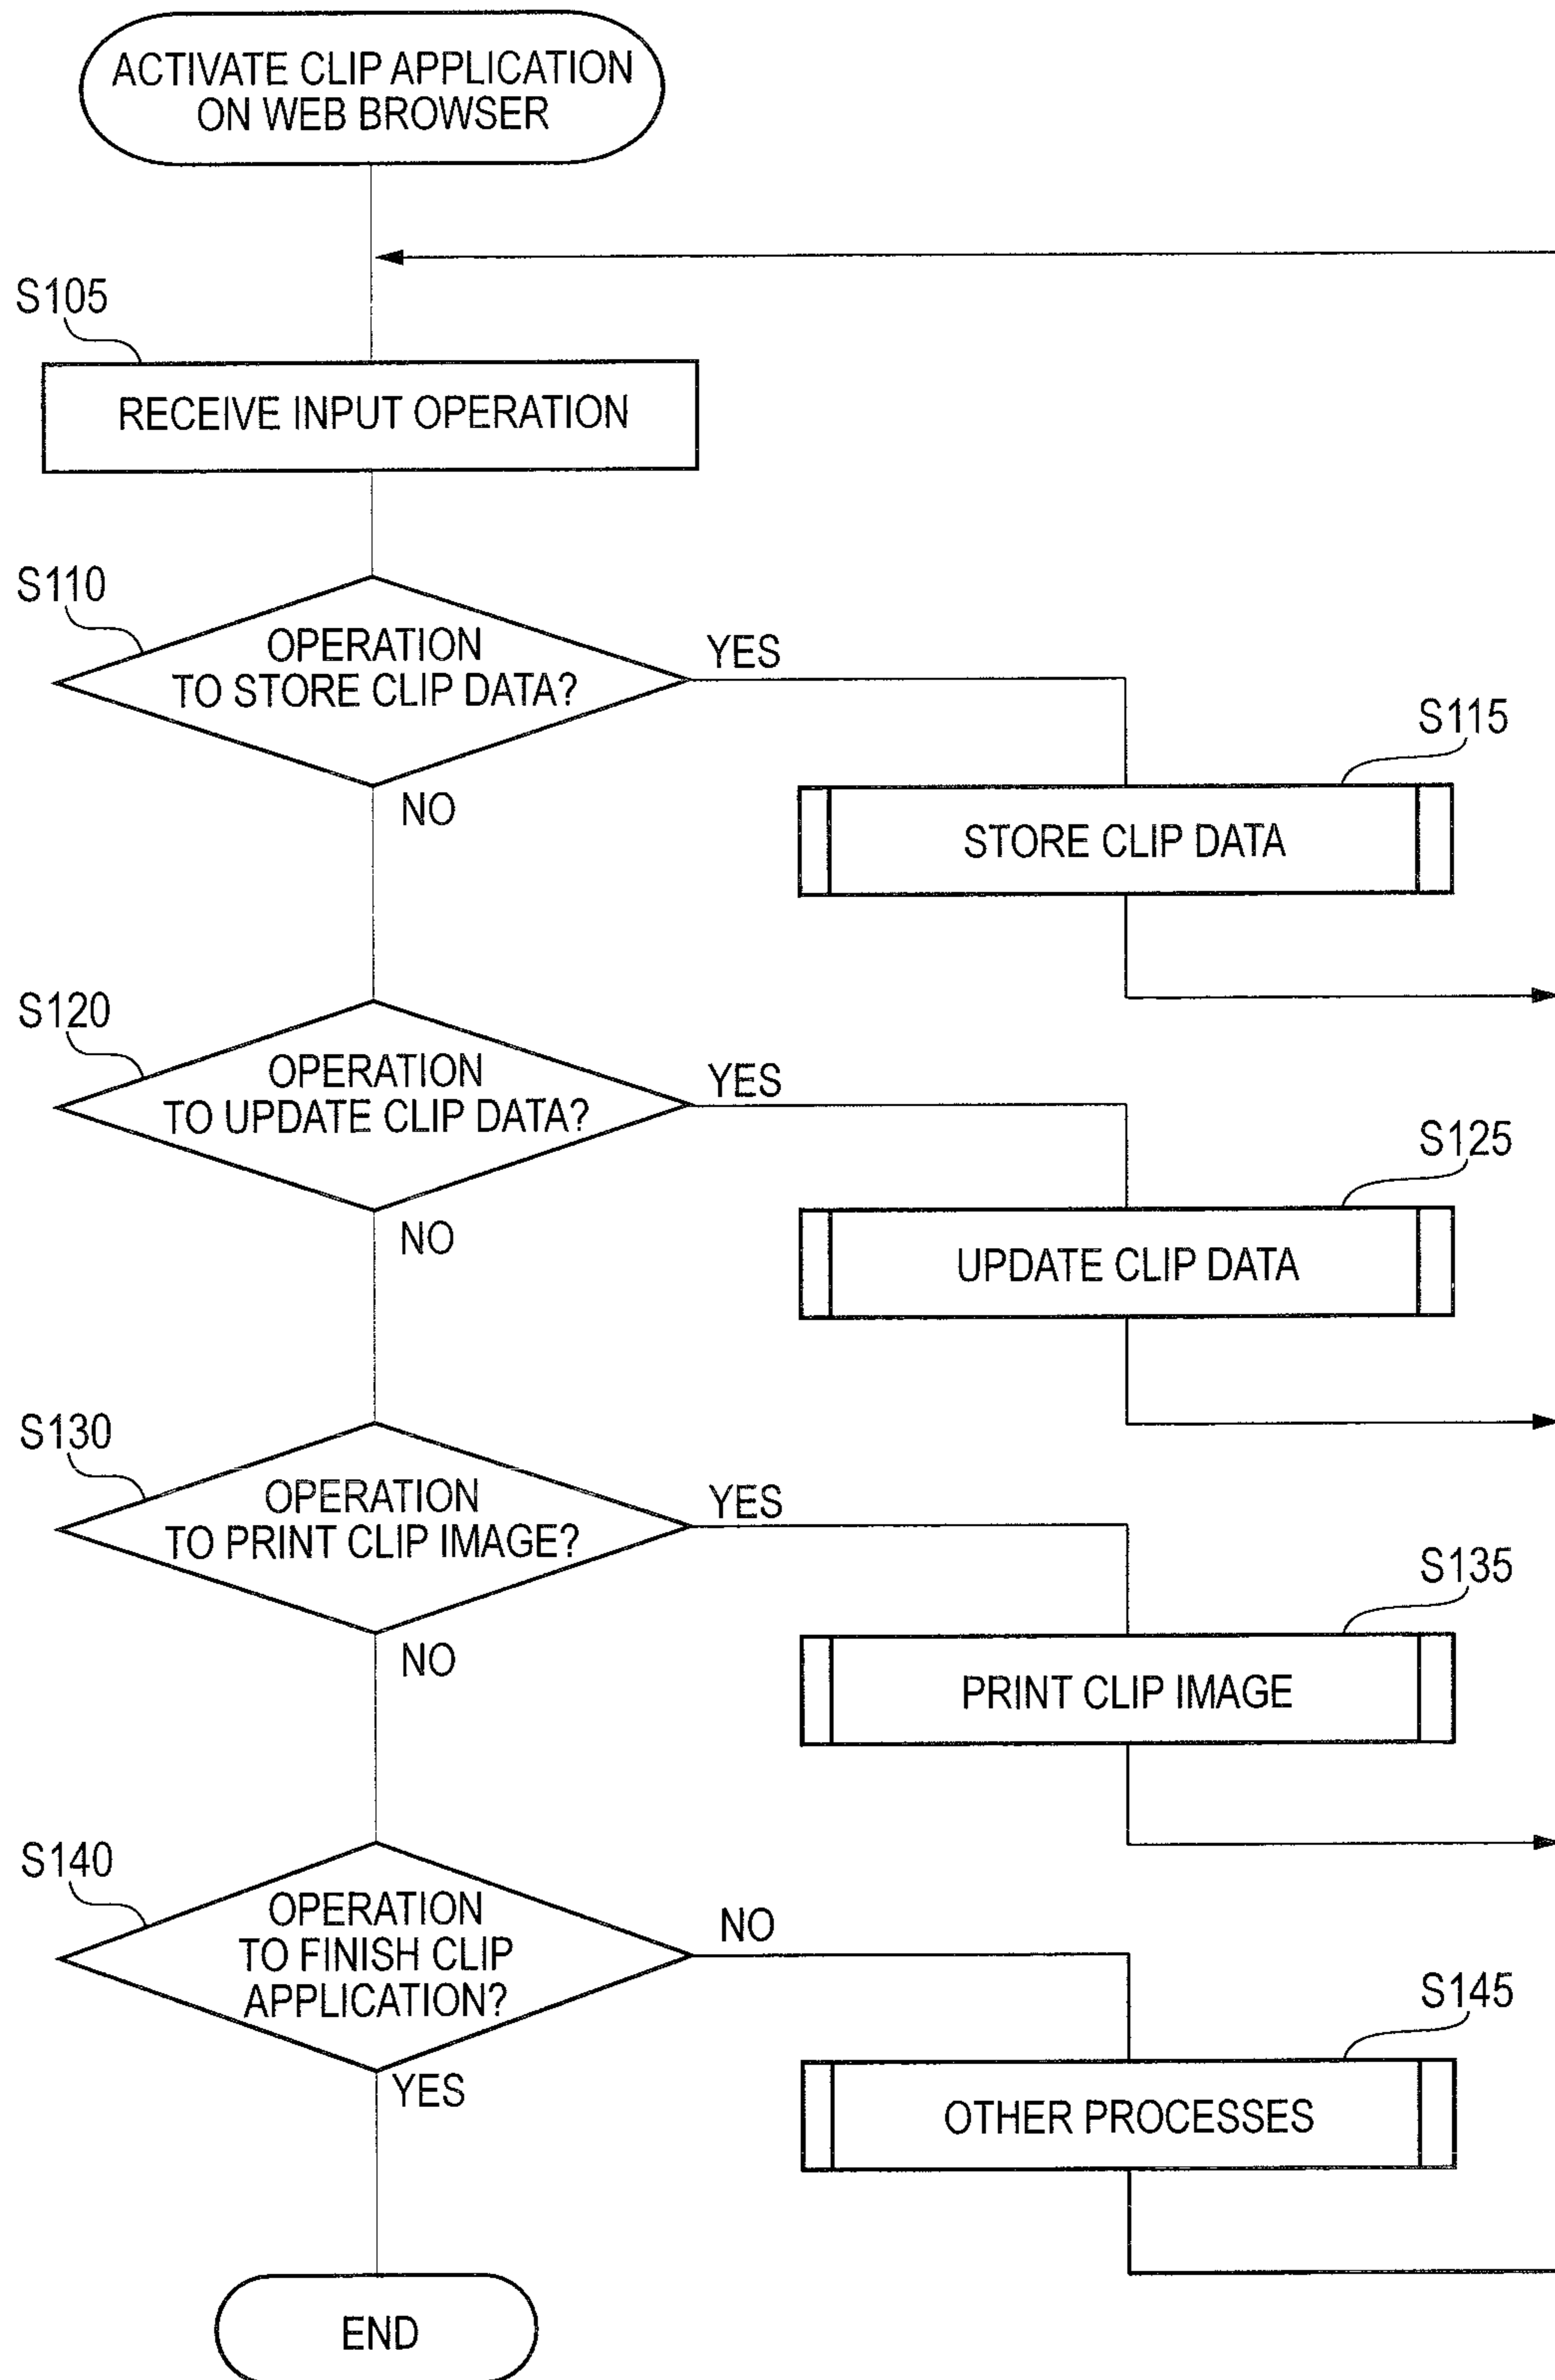 ACTIVATE CLIP APPLICATION
ON WEB BROWSER
S105
RECEIVE INPUT OPERATION
S110
OPERATION
TO STORE CLIP DATA?
YES
NO
S115
STORE CLIP DATA
S120
OPERATION
TO UPDATE CLIP DATA?
YES
NO
S125
UPDATE CLIP DATA
S130
OPERATION
TO PRINT CLIP IMAGE?
YES
NO
S135
PRINT CLIP IMAGE
S140
OPERATION
TO FINISH CLIP
APPLICATION?
NO
YES
S145
OTHER PROCESSES
END